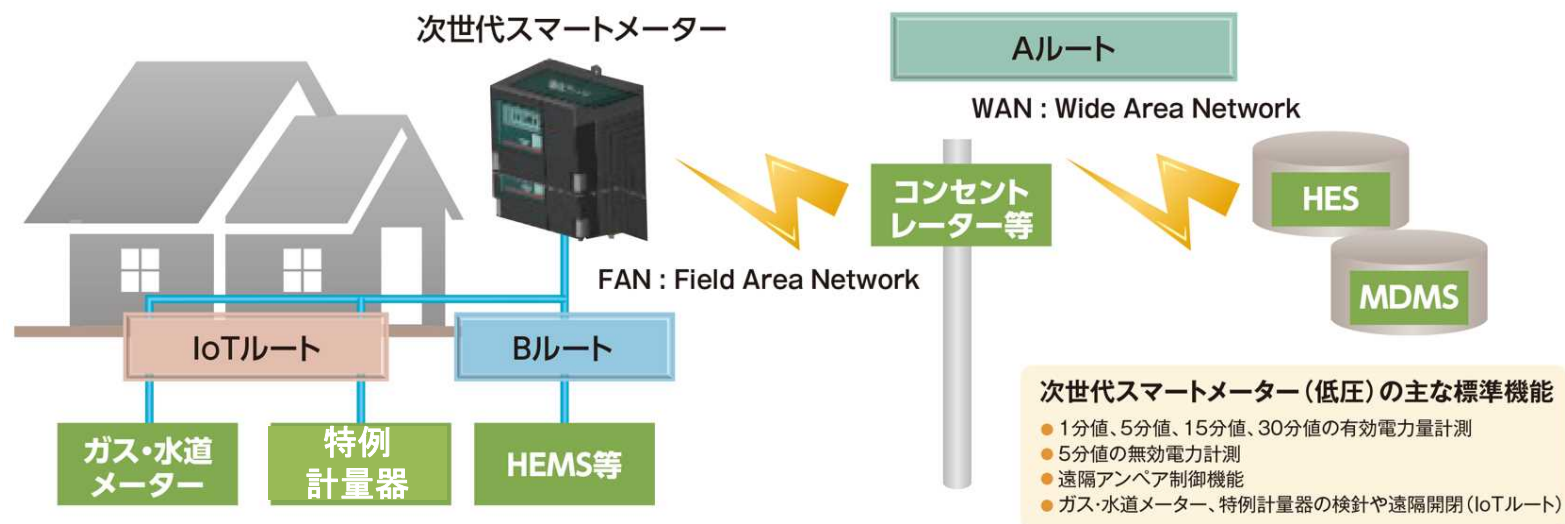 次世代スマートメーター
Aルート
WAN : Wide Area Network
コンセント
レーター等
HES
MDMS
FAN : Field Area Network
IoTルート
Bルート
ガス・水道
メーター
特例
計量器
HEMS等
次世代スマートメーター(低圧)の主な標準機能
● 1分値、5分値、15分値、30分値の有効電力量計測
● 5分値の無効電力計測
● 遠隔アンペア制御機能
● ガス・水道メーター、特例計量器の検針や遠隔開閉(IoTルート)